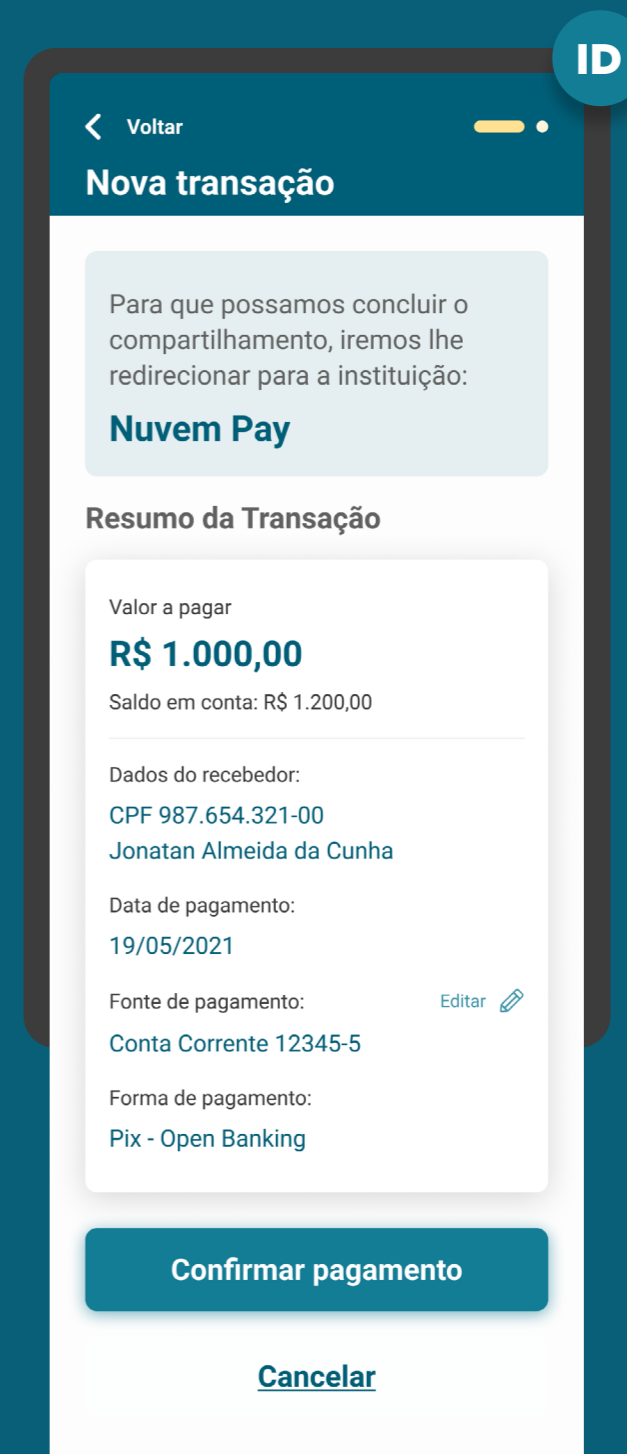 ID
Voltar
Nova transação
Para que possamos concluir o
compartilhamento, iremos lhe
redirecionar para a instituição:
Nuvem Pay
Resumo da Transação
Valor a pagar
R$ 1.000,00
Saldo em conta: R$ 1.200,00
Dados do recebedor:
CPF 987.654.321-00
Jonatan Almeida da Cunha
Data de pagamento:
19/05/2021
Fonte de pagamento: Editar
Conta Corrente 12345-5
Forma de pagamento:
Pix - Open Banking
Confirmar pagamento
Cancelar